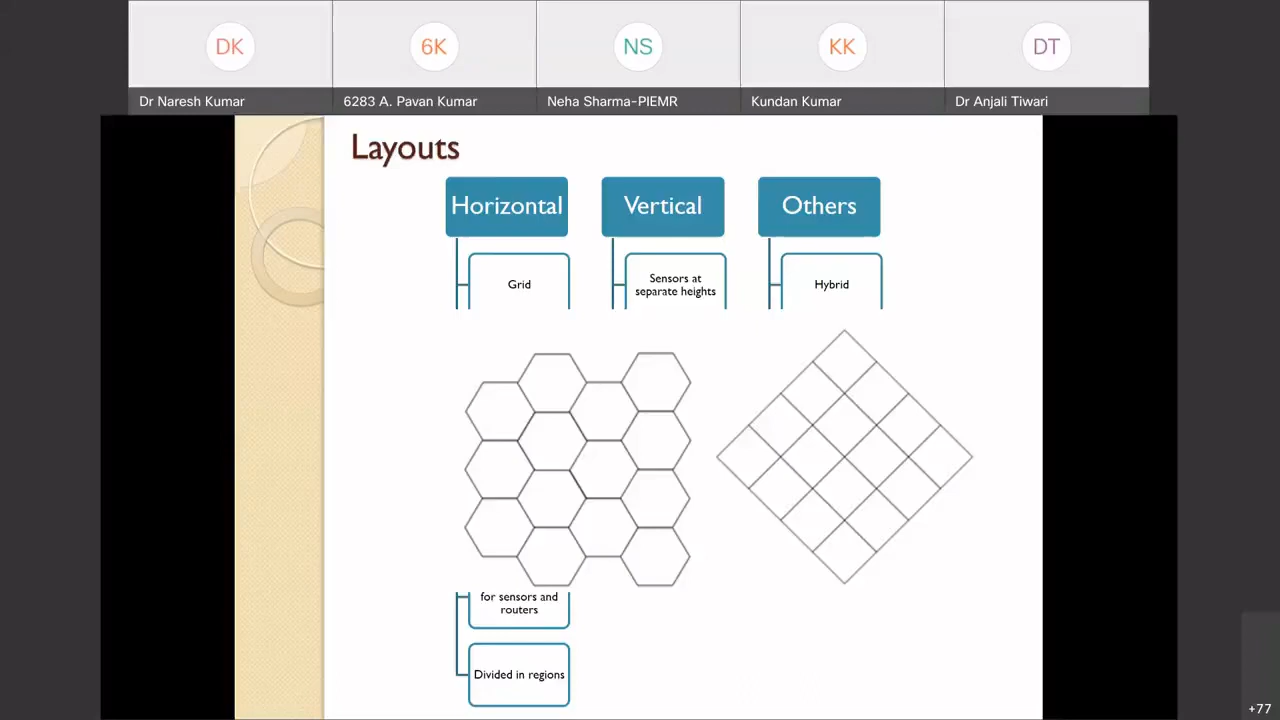 DK
6K
NS
KK
DT
Dr Naresh Kumar
6283 A. Pavan Kumar
Neha Sharma-PIEMR
Kundan Kumar
Dr Anjali Tiwari
Layouts
Horizontal
Vertical
Others
Grid
Sensors at
separate heights
Hybrid
for sensors and
routers
Divided in regions
+77